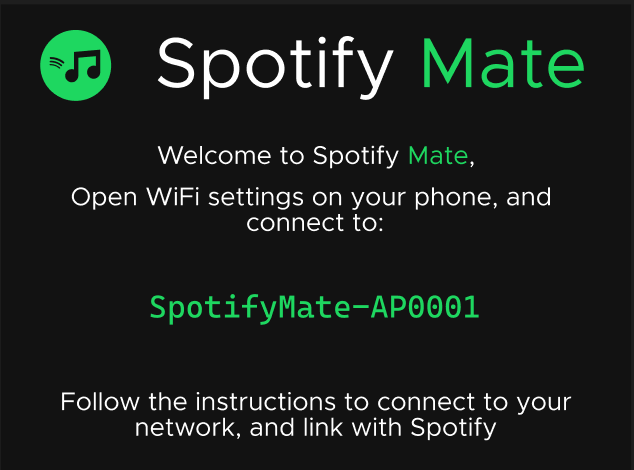 Spotify Mate
Welcome to Spotify Mate,
Open WiFi settings on your phone, and
connect to:
SpotifyMate-AP0001
Follow the instructions to connect to your
network, and link with Spotify